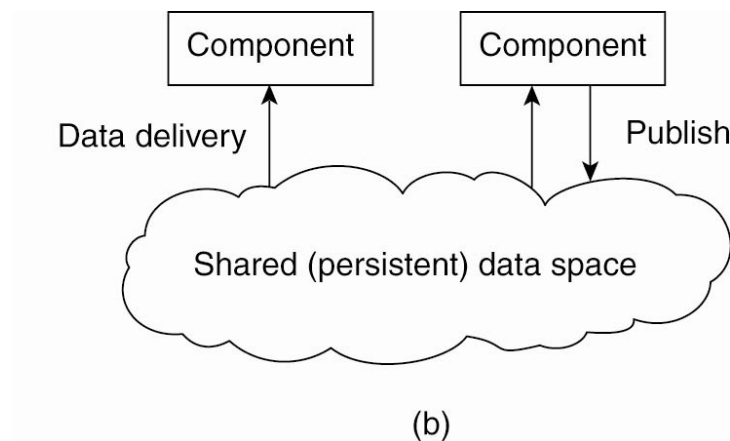 Component
Component
Data delivery
Publish
Shared (persistent) data space
(b)